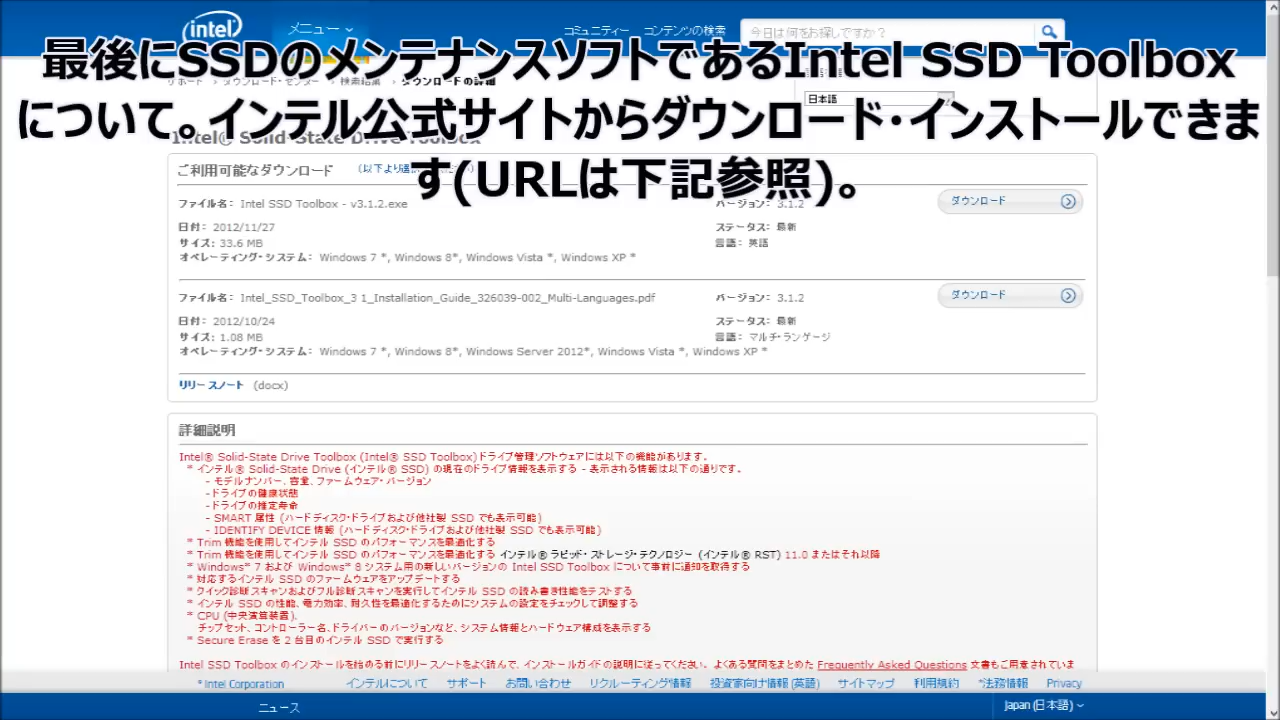 intel
メニュー
コミュニティー コンテンツの検索
今日は何をお探しですか？
最後にSSDのメンテナンスソフトであるIntel SSD Toolbox
について。インテル公式サイトからダウンロード・インストールできま
す(URLは下記参照)。
日本語
Intel® Solid-State Drive Toolbox
ご利用可能なダウンロード
ファイル名： Intel SSD Toolbox - v3.1.2.exe
バージョン： 3.1.2
ダウンロード
日付： 2012/11/27
ステータス： 最新
サイズ: 33.6 MB
言語： 英語
オペレーティング・システム： Windows 7 *, Windows 8*, Windows Vista *, Windows XP *
ファイル名： Intel_SSD_Toolbox_3 1_Installation_Guide_326039-002_Multi-Languages.pdf
バージョン： 3.1.2
ダウンロード
日付： 2012/10/24
ステータス： 最新
サイズ: 1.08 MB
言語： マルチ・ランゲージ
オペレーティング・システム： Windows 7 *, Windows 8*, Windows Server 2012*, Windows Vista *, Windows XP *
リリースノート (docx)
詳細説明
Intel® Solid-State Drive Toolbox (Intel® SSD Toolbox)ドライブ管理ソフトウェアには以下の機能があります。
* インテル® Solid-State Drive (インテル® SSD) の現在のドライブ情報を表示する - 表示される情報は以下の通りです。
- モデルナンバー、容量、ファームウェア・バージョン
- ドライブの健康状態
- ドライブの推定寿命
- SMART 属性 (ハードディスク・ドライブおよび他社製 SSD でも表示可能)
- IDENTIFY DEVICE 情報 (ハードディスク・ドライブおよび他社製 SSD でも表示可能)
* Trim 機能を使用してインテル SSD のパフォーマンスを最適化する
* Trim 機能を使用してインテル SSD のパフォーマンスを最適化する インテル® ラピッド・ストレージ・テクノロジー (インテル® RST) 11.0 またはそれ以降
* Windows* 7 および Windows* 8 システム用の新しいバージョンの Intel SSD Toolbox について事前に通知を取得する
* 対応するインテル SSD のファームウェアをアップデートする
* クイック診断スキャンおよびフル診断スキャンを実行してインテル SSD の読み書き性能をテストする
* インテル SSD の性能、電力効率、耐久性を最適化するためにシステムの設定をチェックして調整する
* CPU (中央演算装置)、
チップセット、コントローラー名、ドライバーのバージョンなど、システム情報とハードウェア構成を表示する
* Secure Erase を 2 台目のインテル SSD で実行する
Intel SSD Toolbox のインストールを始める前にリリースノートをよく読んで、インストールガイドの説明に従ってください。よくある質問をまとめた Frequently Asked Questions 文書もご用意されていま
*Intel Corporation インテルについて サポート お問い合わせ リクルーティング情報 投資家向け情報 (英語) サイトマップ 利用規約 *法務情報 Privacy
ニュース
Japan (日本語)